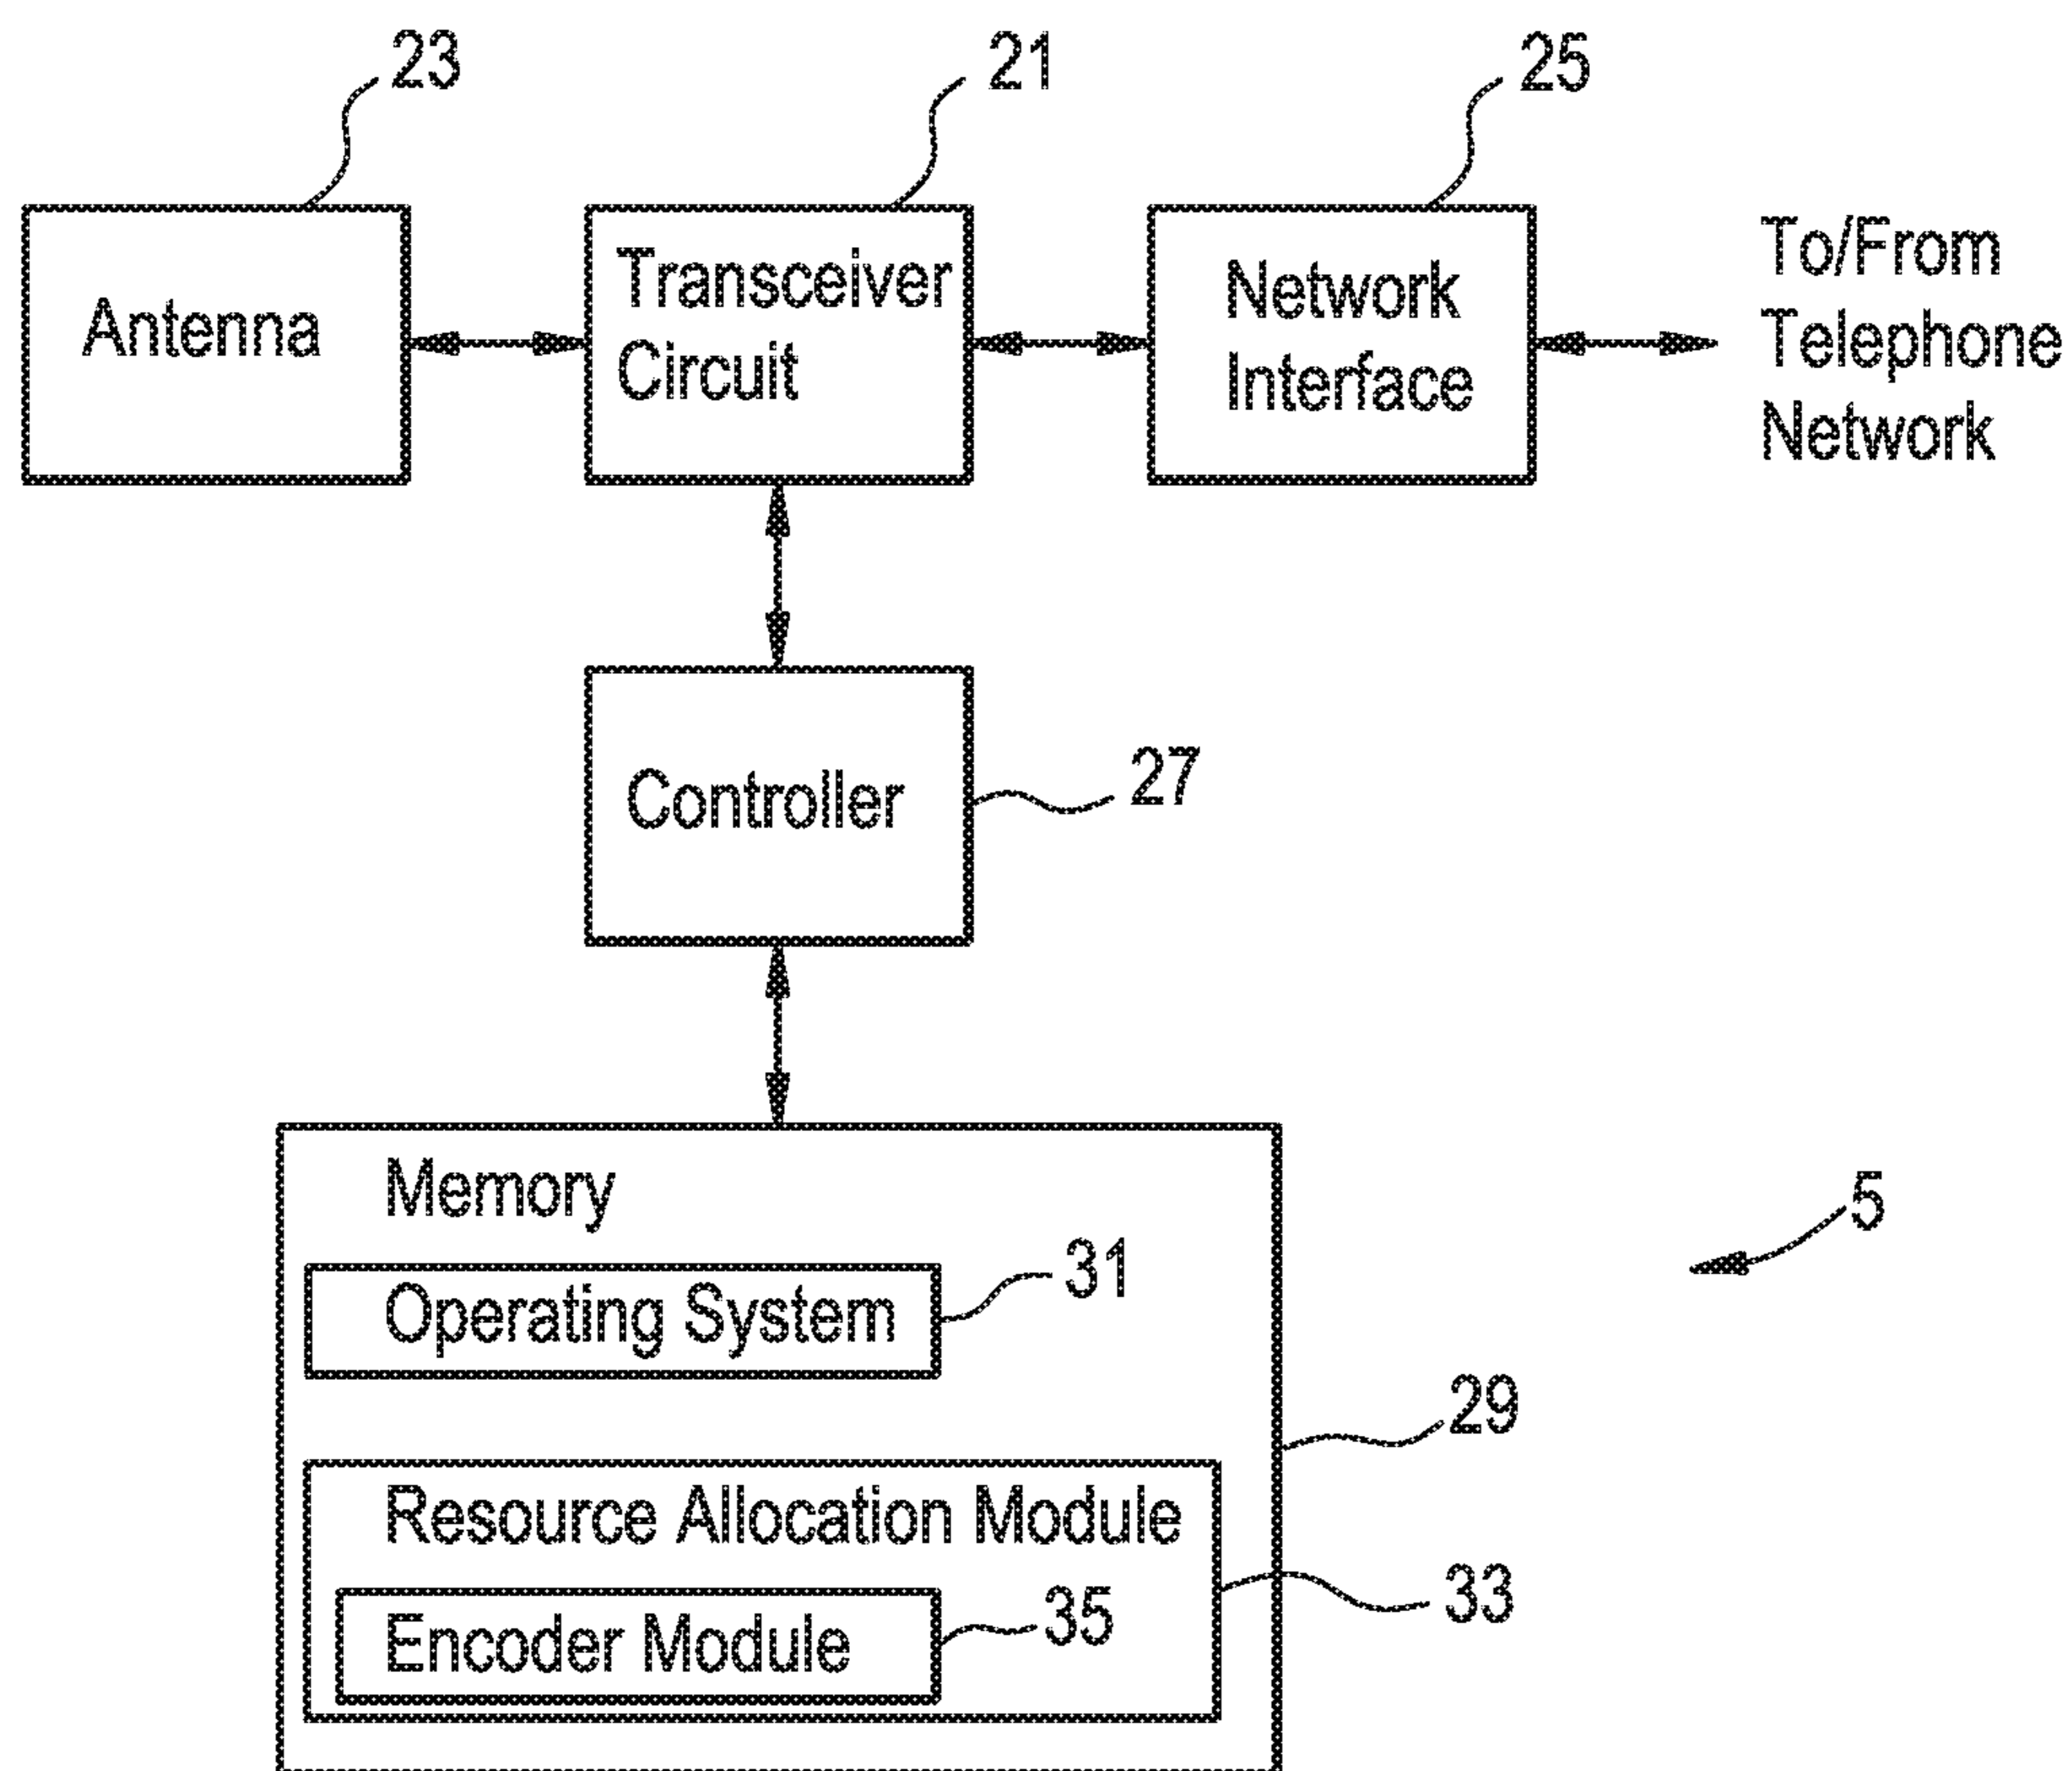 23
21
25
Antenna
Transceiver
Circuit
Network
Interface
To/From
Telephone
Network
Controller
27
Memory
Operating System
31
5
29
Resource Allocation Module
33
Encoder Module
35